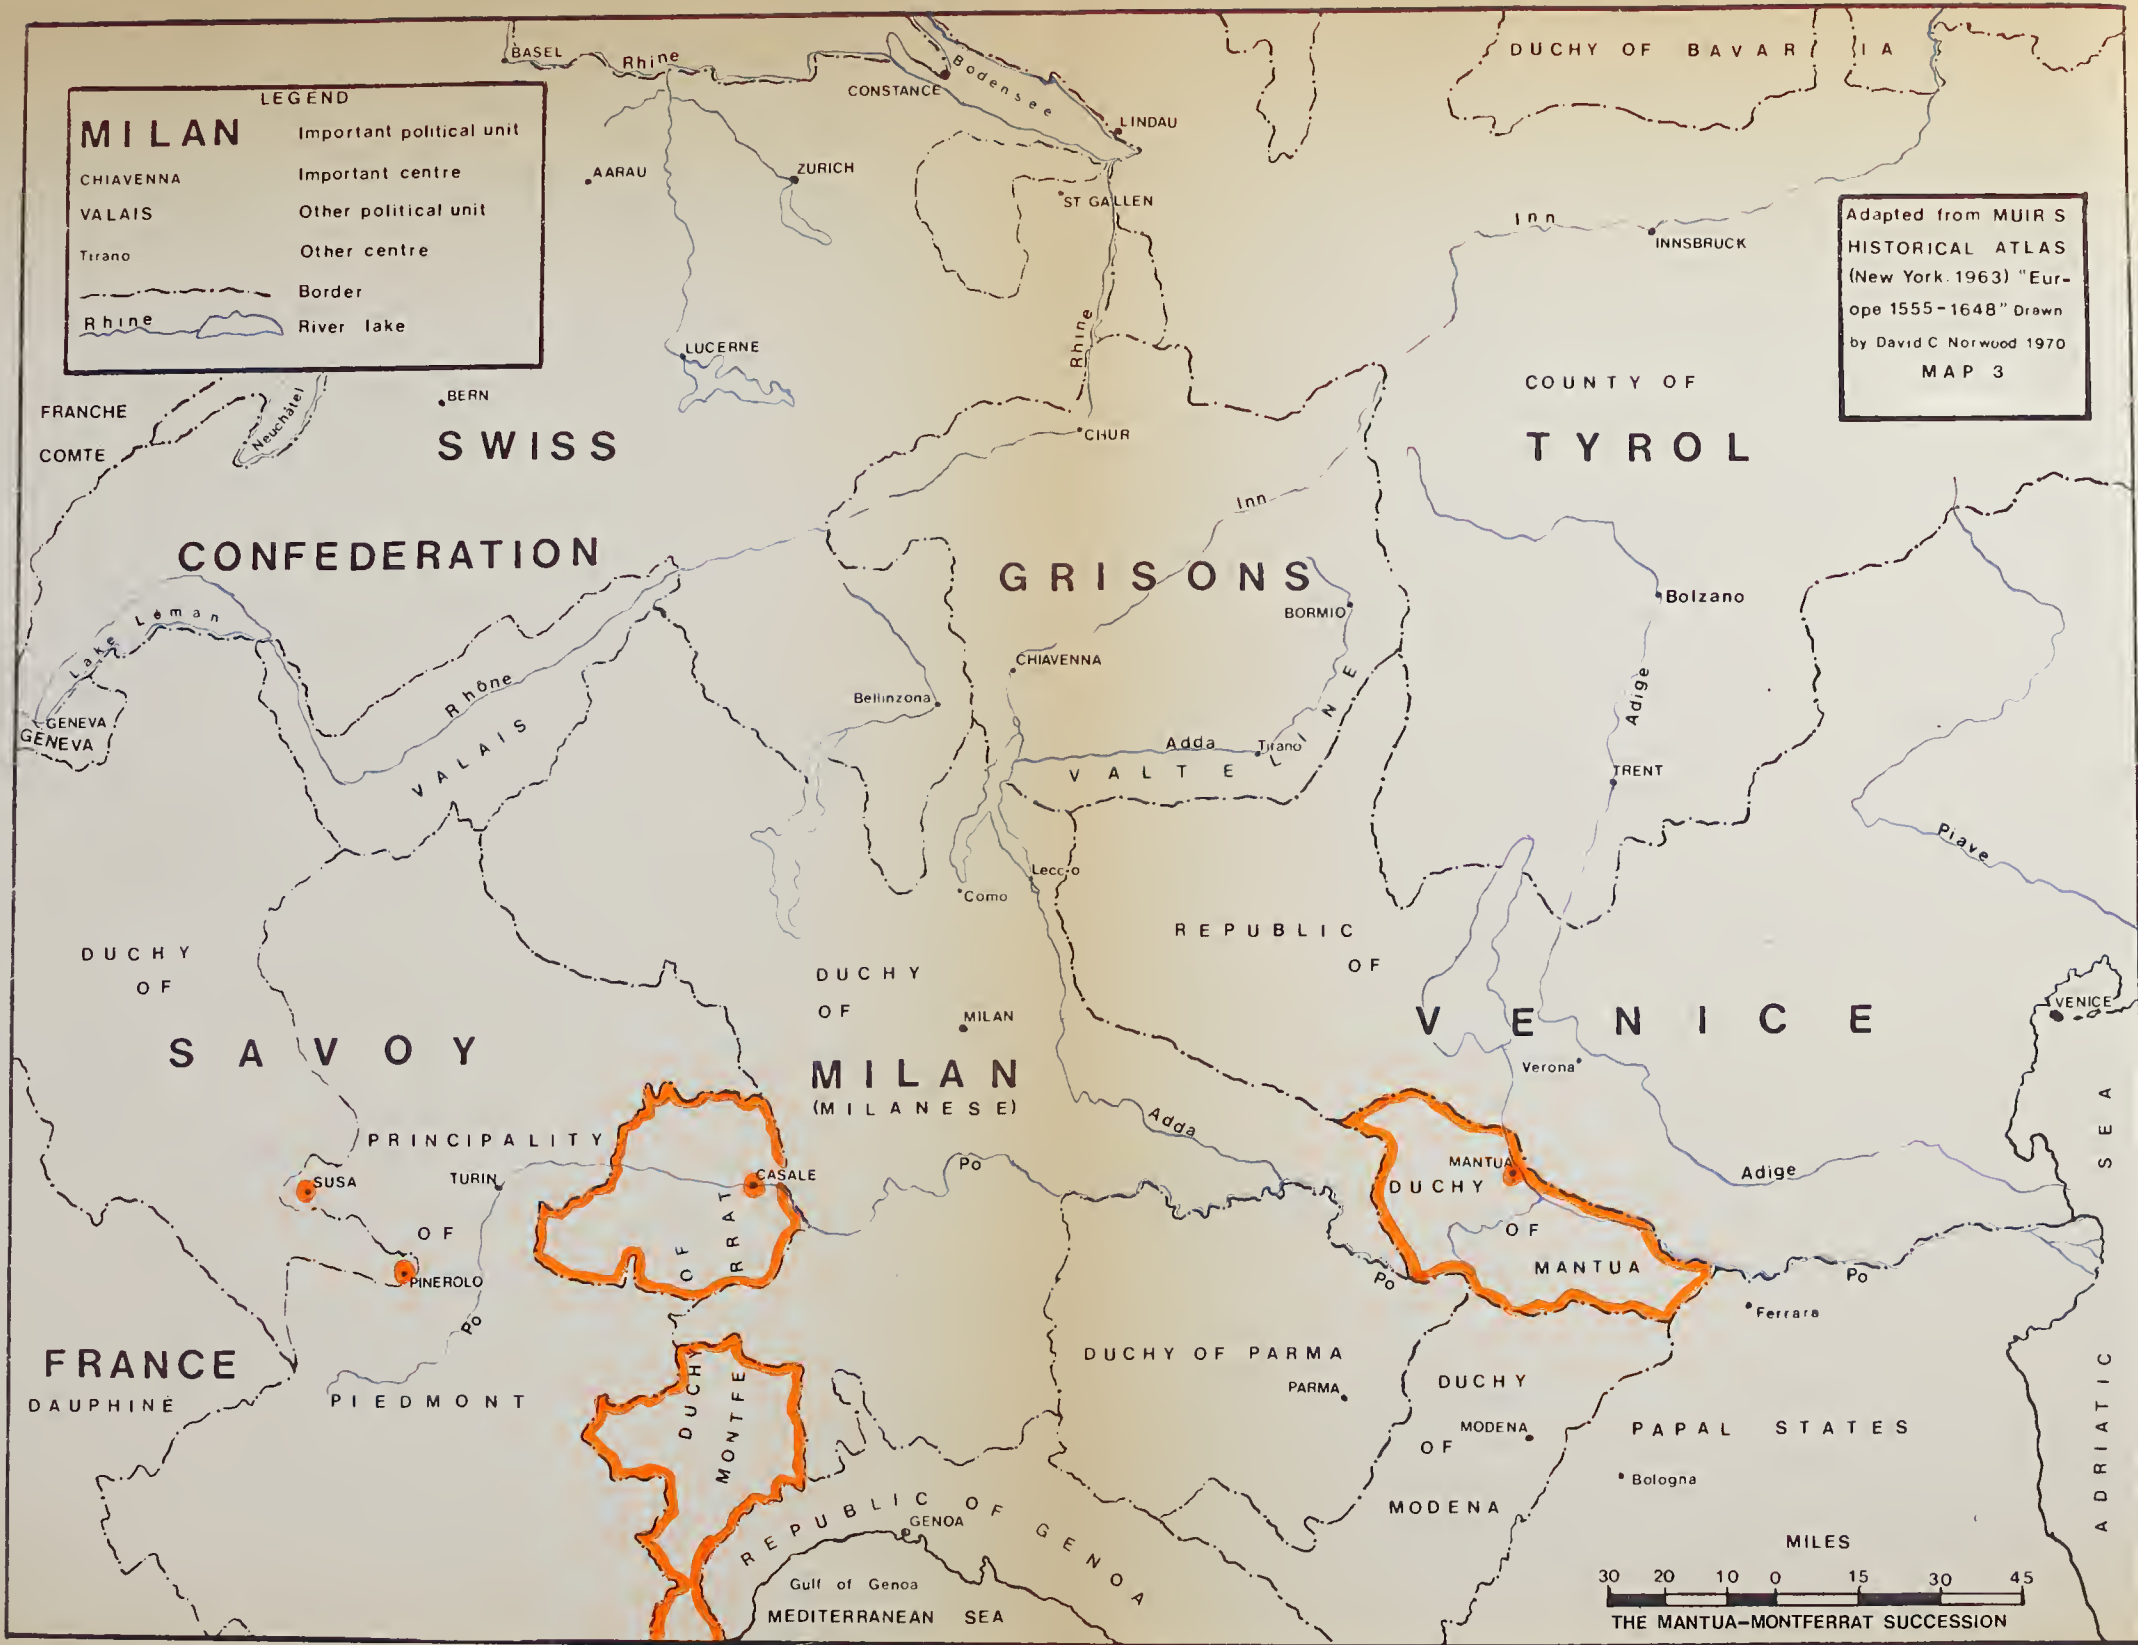 LEGEND
MILAN Important political unit
CHIAVENNA Important centre
VALAIS Other political unit
Tirano Other centre
Border
Rhine River lake
BASEL
Rhine
CONSTANCE
Bodensee
LINDAU
DUCHY OF BAVARIA
AARAU
ZURICH
ST GALLEN
Inn
INNSBRUCK
Adapted from MUIR S
HISTORICAL ATLAS
(New York. 1963) "Eur-
ope 1555-1648" Drawn
by David C Norwood 1970
MAP 3
LUCERNE
Rhine
FRANCHE
COMTE
Neuchâtel
BERN
SWISS
CONFEDERATION
CHUR
COUNTY OF
TYROL
Inn
GRISONS
BORMIO
Bolzano
Lake Léman
GENEVA
GENEVA
Rhône
VALAIS
Bellinzona
CHIAVENNA
Adda
Tirano
VALTELINE
Adige
TRENT
Piave
Lecco
Como
DUCHY
OF
SAVOY
DUCHY
OF
MILAN
MILAN
(MILANESE)
REPUBLIC
OF
VENICE
VENICE
Verona
Adda
Po
PRINCIPALITY
OF
PIEDMONT
SUSA
TURIN
CASALE
PINEROLO
Po
DUCHY OF
MONTFERRAT
MANTUA
DUCHY
OF
MANTUA
Adige
Po
Po
Ferrara
FRANCE
DAUPHINÉ
DUCHY OF PARMA
PARMA
DUCHY
OF
MODENA
MODENA
PAPAL STATES
Bologna
REPUBLIC OF GENOA
GENOA
Gulf of Genoa
MEDITERRANEAN SEA
ADRIATIC SEA
MILES
30 20 10 0 15 30 45
THE MANTUA-MONTFERRAT SUCCESSION